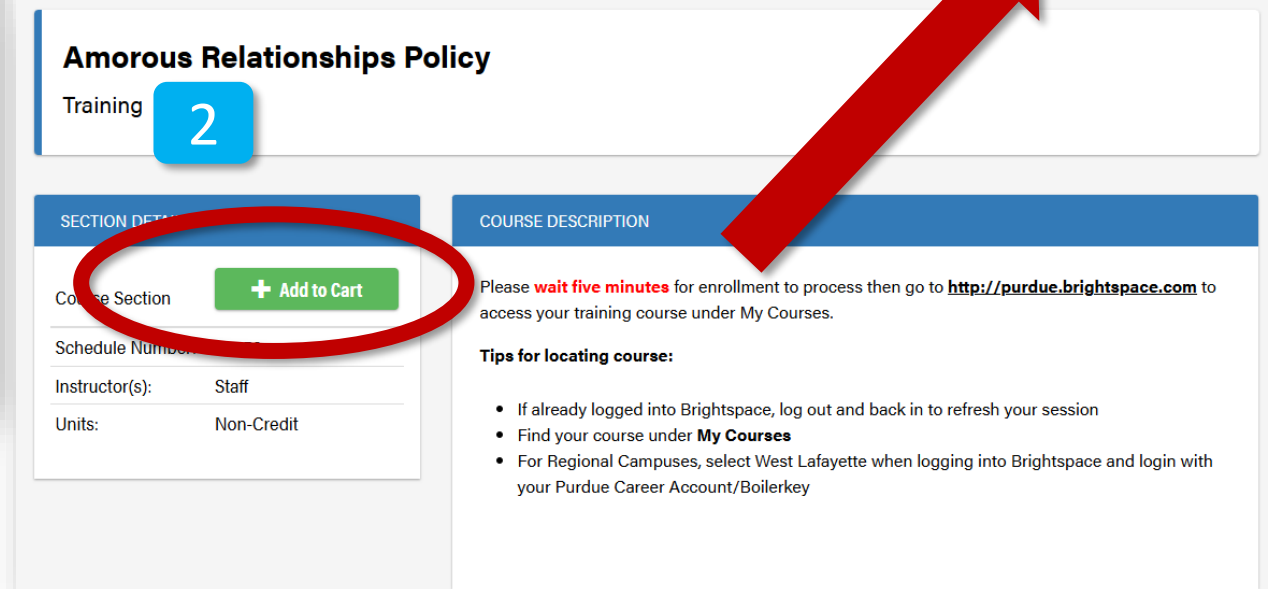 Amorous Relationships Policy
Training
2
SECTION
Course Section
+ Add to Cart
Schedule Number:
Instructor(s): Staff
Units: Non-Credit
COURSE DESCRIPTION
Please wait five minutes for enrollment to process then go to http://purdue.brightspace.com to
access your training course under My Courses.
Tips for locating course:
• If already logged into Brightspace, log out and back in to refresh your session
• Find your course under My Courses
• For Regional Campuses, select West Lafayette when logging into Brightspace and login with
your Purdue Career Account/Boilerkey